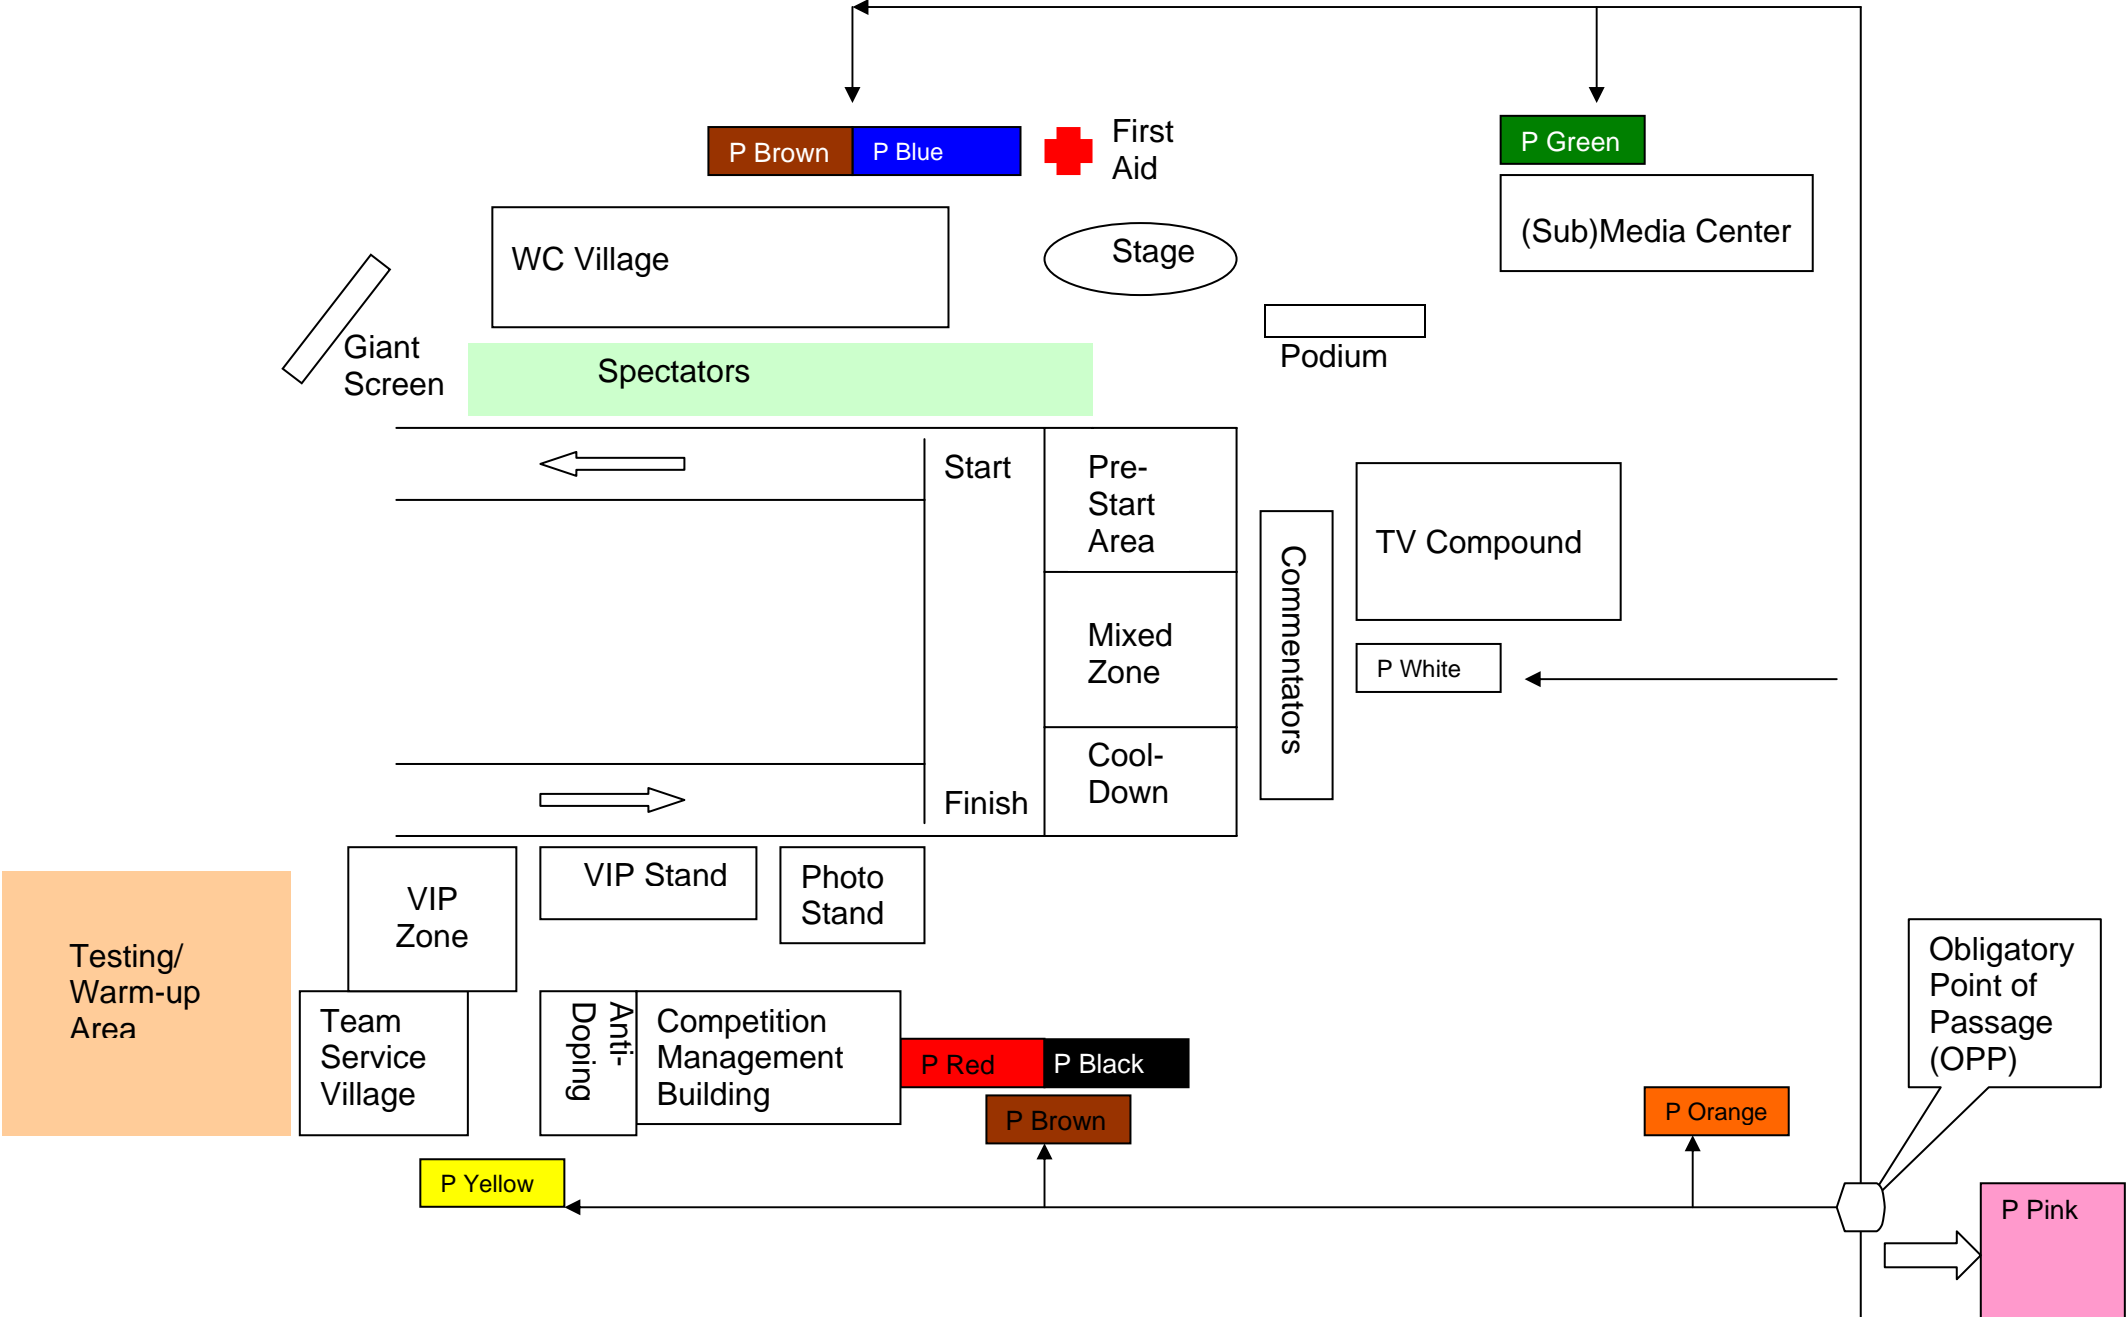 First
Aid
P Brown
P Blue
P Green
(Sub)Media Center
WC Village
Stage
Giant
Screen
Podium
Spectators
Start
Pre-
Start
Area
TV Compound
Commentators
Mixed
Zone
P White
Cool-
Down
Finish
VIP
Zone
VIP Stand
Photo
Stand
Testing/
Warm-up
Area
Team
Service
Village
Anti-
Doping
Competition
Management
Building
P Red
P Black
P Brown
P Orange
Obligatory
Point of
Passage
(OPP)
P Yellow
P Pink